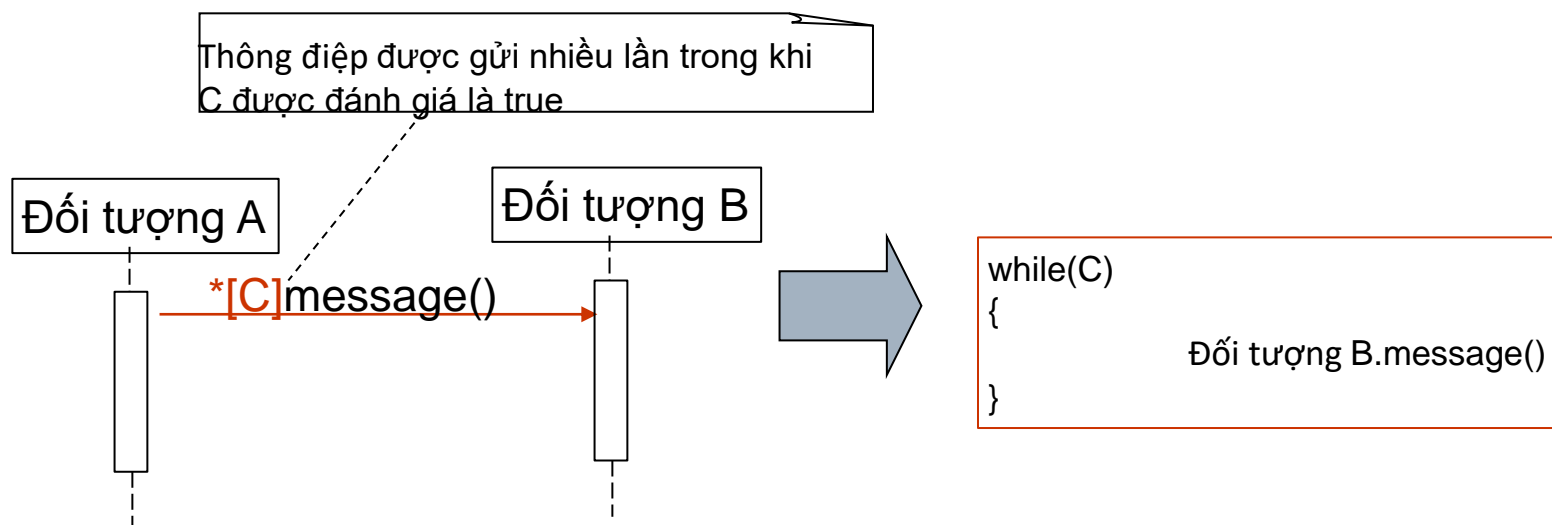 Thông điệp được gửi nhiều lần trong khi
C được đánh giá là true
Đối tượng A
Đối tượng B
*[C]message()
while(C)
{
Đối tượng B.message()
}